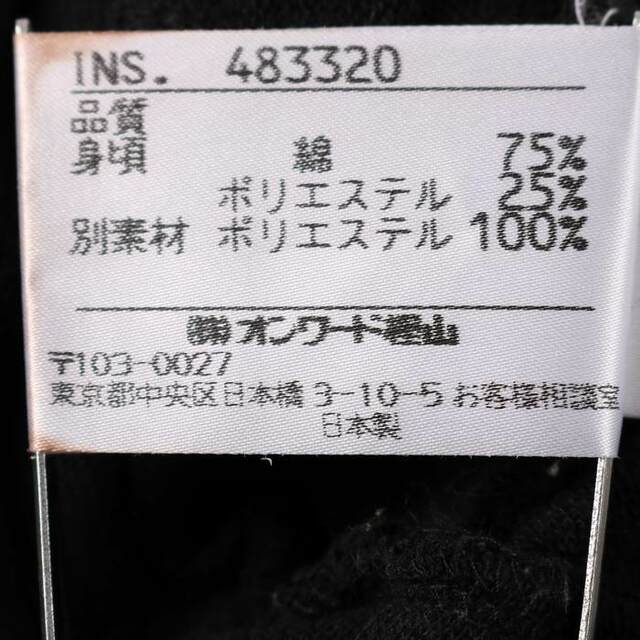 INS. 483320
品質
身頃 綿 75%
ポリエステル 25%
別素材 ポリエステル 100%
㈱オンワード樫山
〒103-0027
東京都中央区日本橋 3-10-5 お客様相談室
日本製